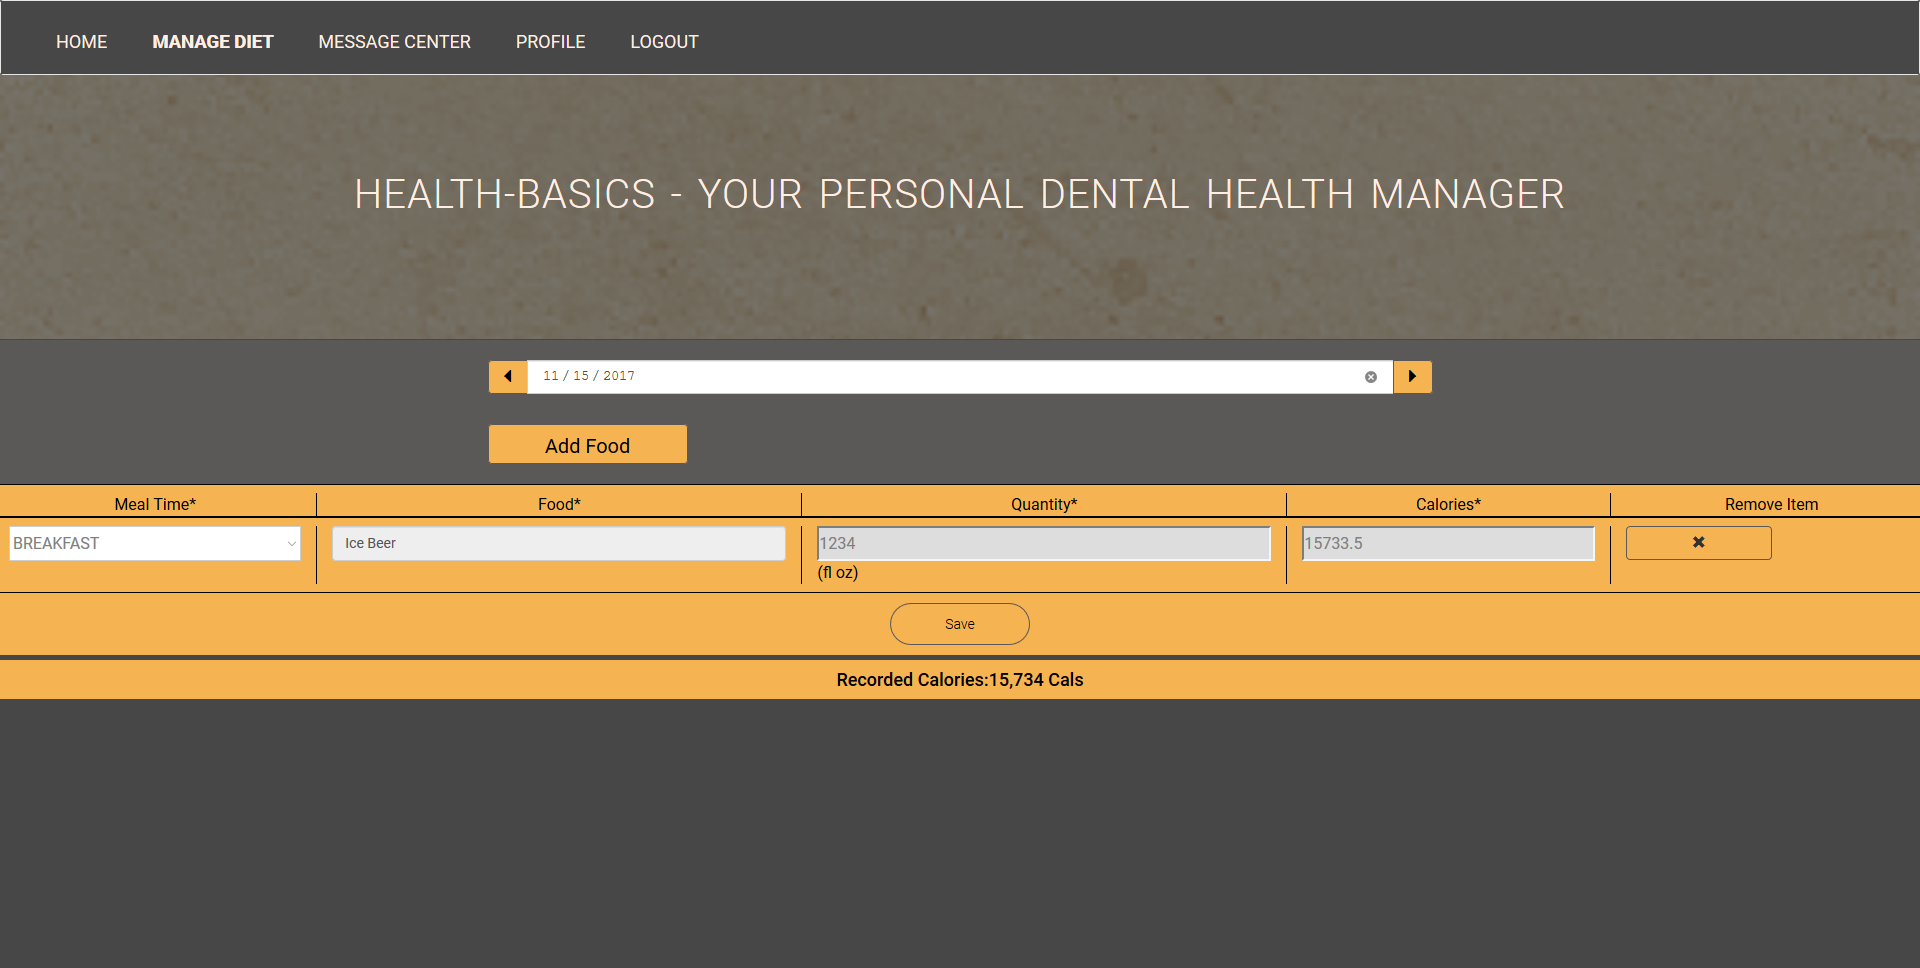 HOME MANAGE DIET MESSAGE CENTER PROFILE LOGOUT
HEALTH-BASICS - YOUR PERSONAL DENTAL HEALTH MANAGER
11 / 15 / 2017
Add Food
Meal Time* Food* Quantity* Calories* Remove Item
BREAKFAST Ice Beer 1234 15733.5
(fl oz)
Save
Recorded Calories:15,734 Cals